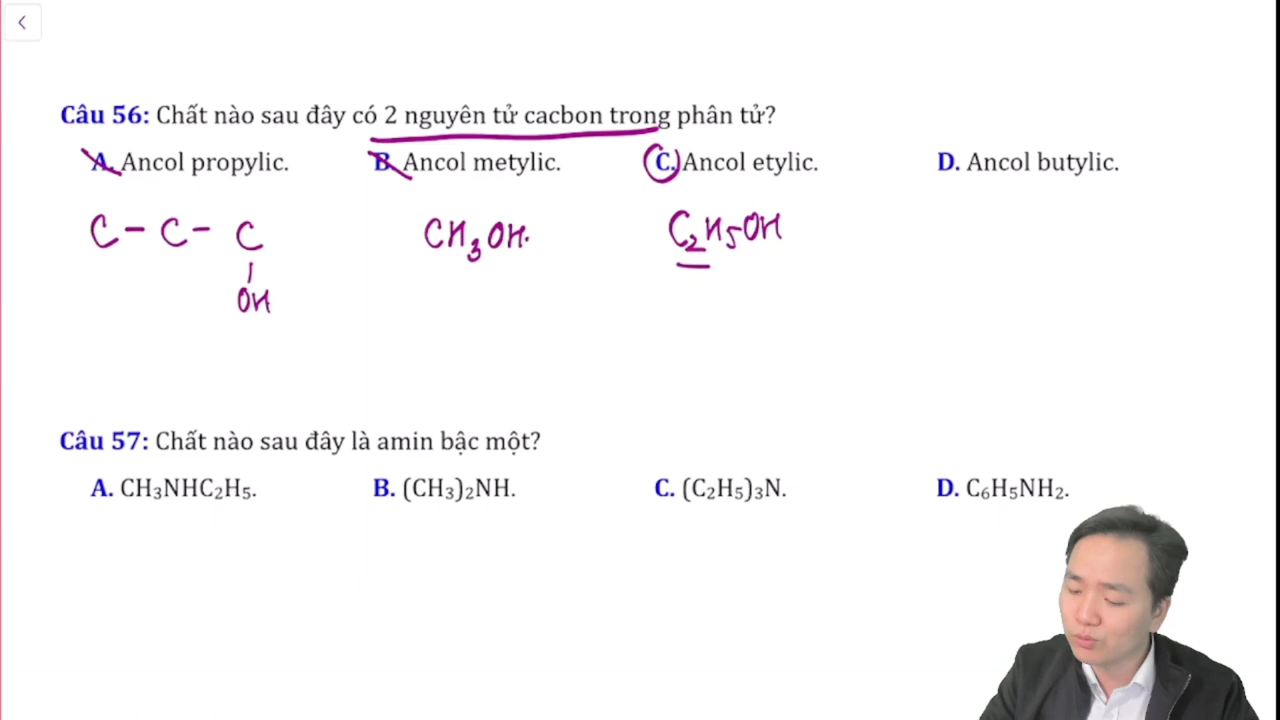 Câu 56: Chất nào sau đây có 2 nguyên tử cacbon trong phân tử?
A. Ancol propylic. B. Ancol metylic. C. Ancol etylic. D. Ancol butylic.
C - C - C CH₃OH. C₂H₅OH
OH
Câu 57: Chất nào sau đây là amin bậc một?
A. CH₃NHC₂H₅. B. (CH₃)₂NH. C. (C₂H₅)₃N. D. C₆H₅NH₂.